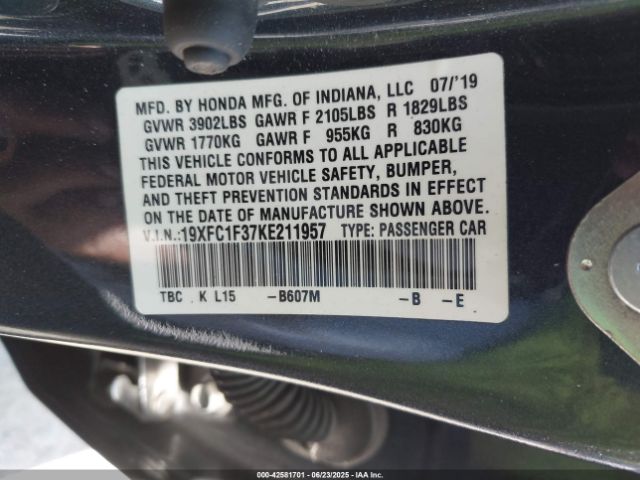 MFD. BY HONDA MFG. OF INDIANA, LLC 07/'19
GVWR 3902LBS GAWR F 2105LBS R 1829LBS
GVWR 1770KG GAWR F 955KG R 830KG
THIS VEHICLE CONFORMS TO ALL APPLICABLE
FEDERAL MOTOR VEHICLE SAFETY, BUMPER,
AND THEFT PREVENTION STANDARDS IN EFFECT
ON THE DATE OF MANUFACTURE SHOWN ABOVE.
V.I.N.:19XFC1F37KE211957 TYPE: PASSENGER CAR
TBC K L15 -B607M -B -E
000-42581701 - 06/23/2025 - IAAI, Inc. Copyright